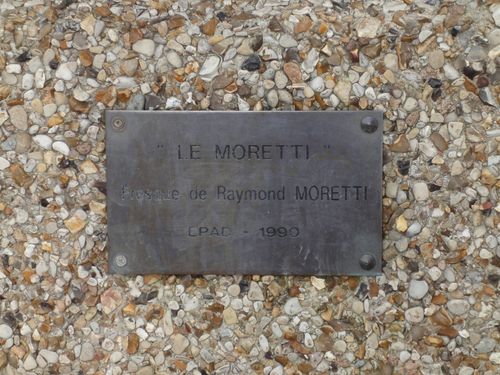 " LE MORETTI "
Fresque de Raymond MORETTI
EPAD - 1990